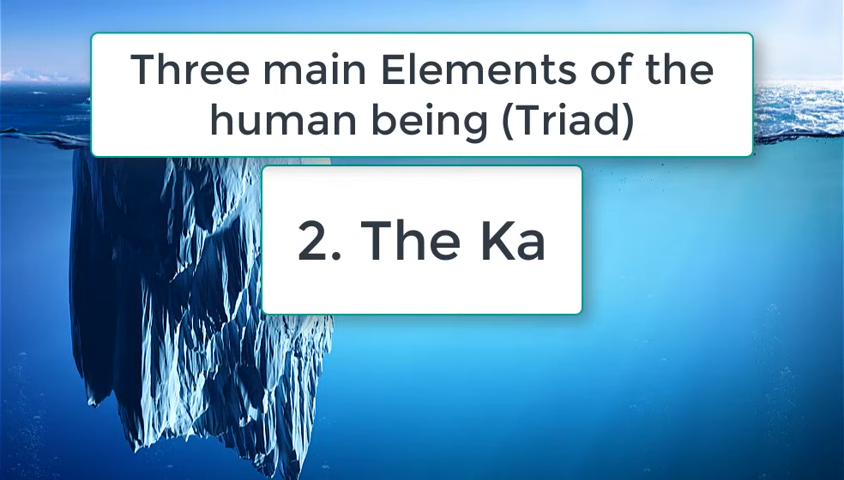 Three main Elements of the
human being (Triad)
2. The Ka